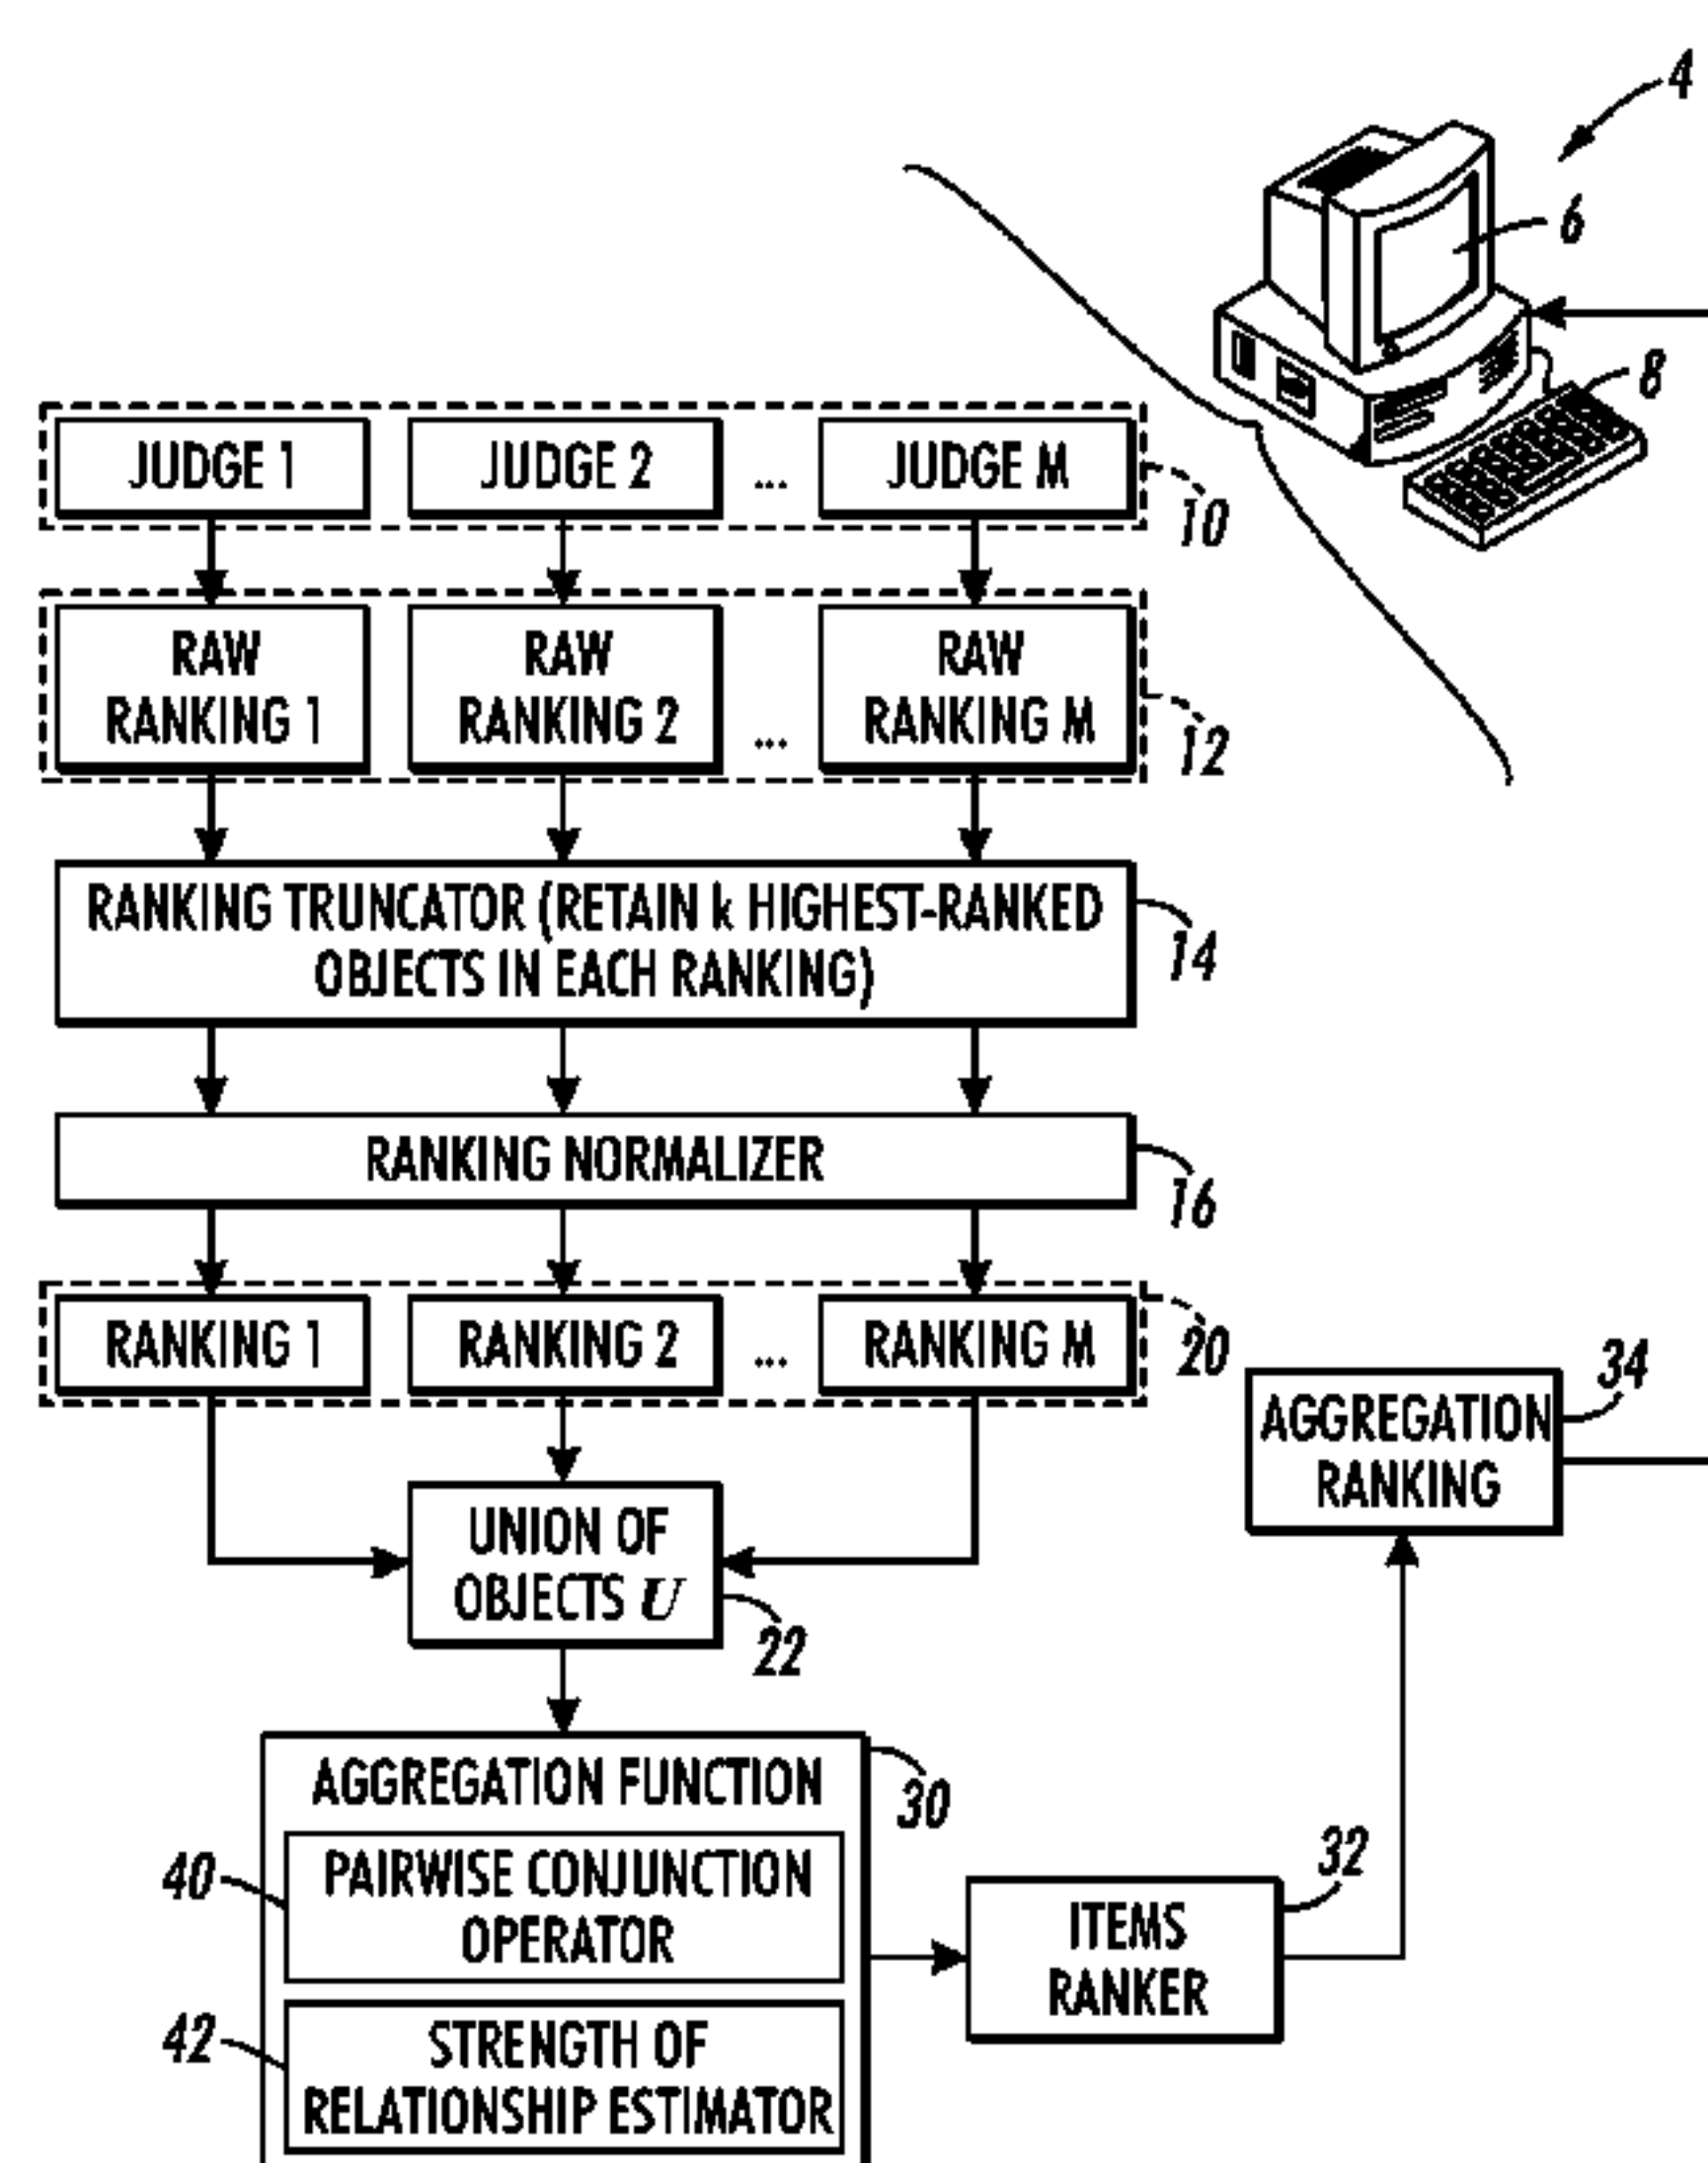 4
6
8
JUDGE 1 JUDGE 2 ... JUDGE M
10
RAW RANKING 1
RAW RANKING 2
...
RAW RANKING M
12
RANKING TRUNCATOR (RETAIN k HIGHEST-RANKED
OBJECTS IN EACH RANKING)
14
RANKING NORMALIZER
16
RANKING 1 RANKING 2 ... RANKING M
20
34
AGGREGATION
RANKING
UNION OF
OBJECTS U
22
AGGREGATION FUNCTION
30
40
PAIRWISE CONJUNCTION
OPERATOR
32
ITEMS
RANKER
42
STRENGTH OF
RELATIONSHIP ESTIMATOR